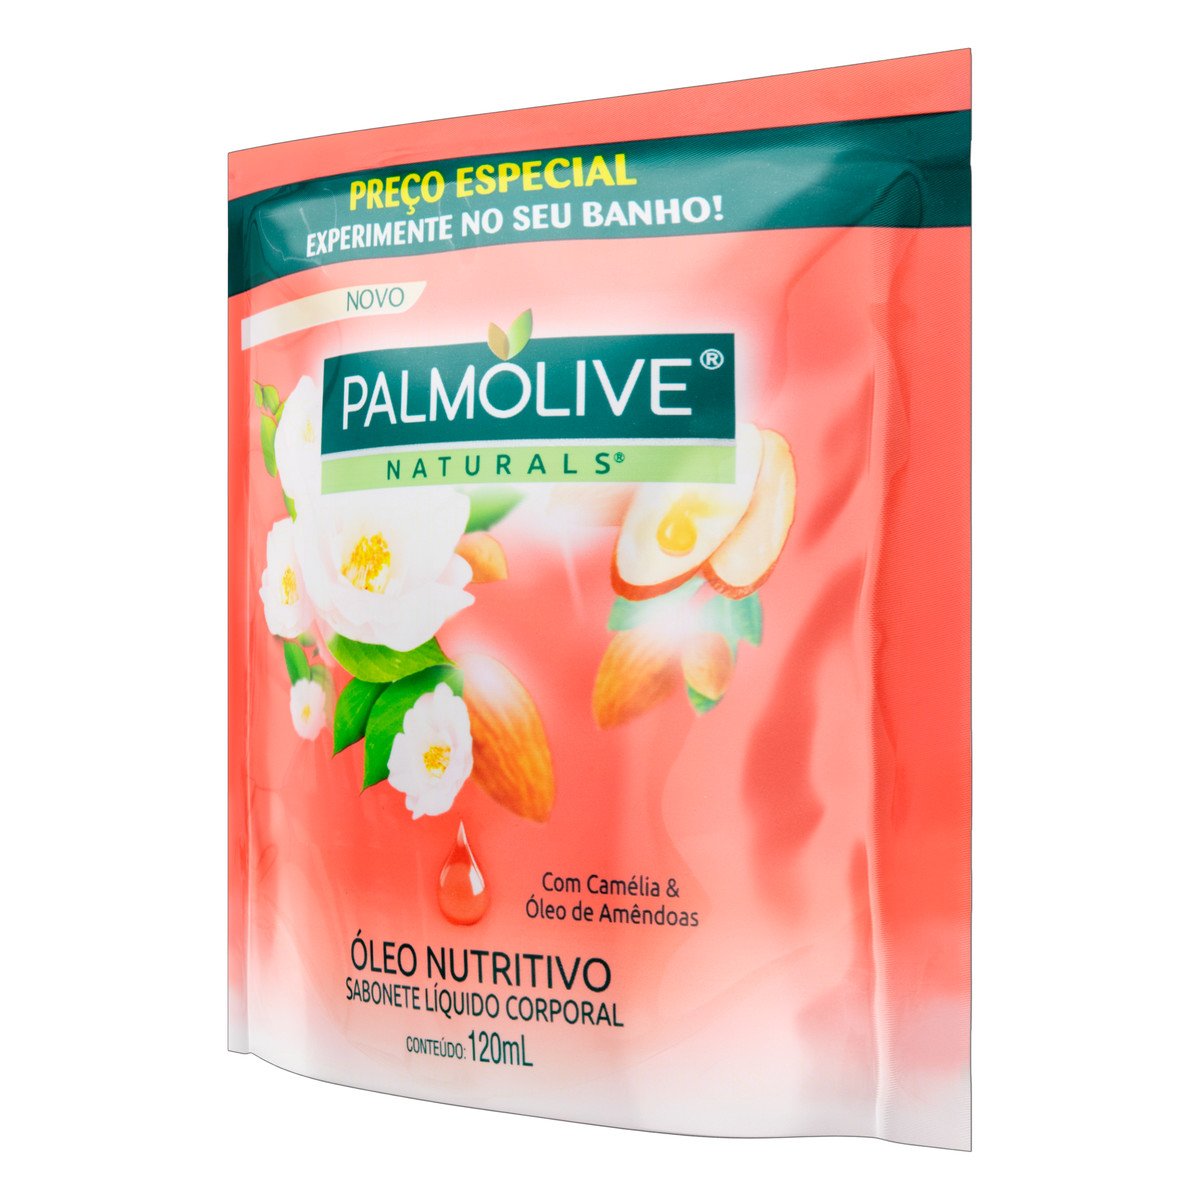 PREÇO ESPECIAL
EXPERIMENTE NO SEU BANHO!
NOVO
PALMOLIVE®
NATURALS®
Com Camélia &
Óleo de Amêndoas
ÓLEO NUTRITIVO
SABONETE LÍQUIDO CORPORAL
CONTEÚDO: 120mL